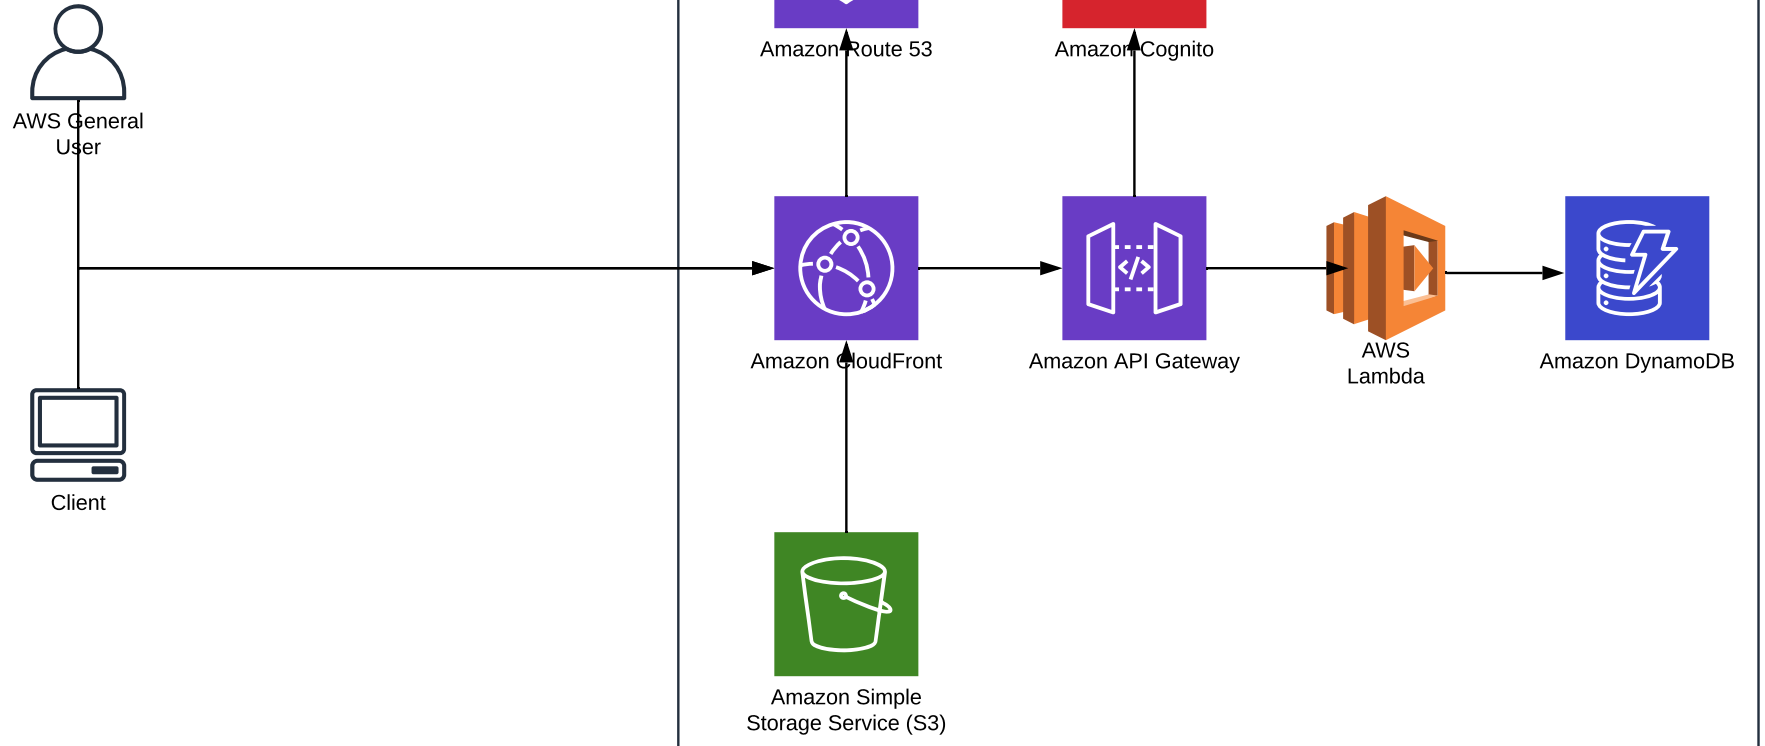 AWS General
User
Amazon Route 53
Amazon Cognito
Amazon CloudFront
Amazon API Gateway
AWS
Lambda
Amazon DynamoDB
Client
Amazon Simple
Storage Service (S3)